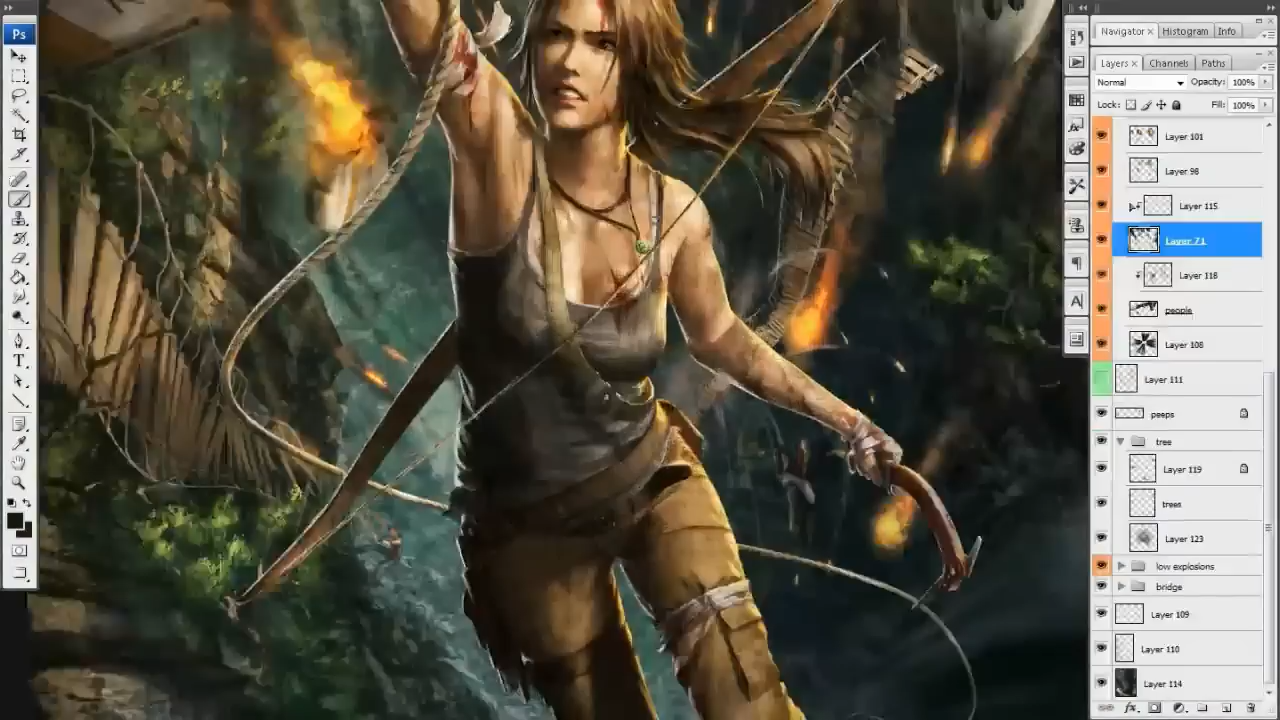 Ps
Navigator × Histogram Info
Layers × Channels Paths
Normal Opacity: 100%
Lock: Fill: 100%
Layer 101
Layer 98
Layer 115
Layer 71
Layer 118
people
Layer 108
Layer 111
peeps
tree
Layer 119
trees
Layer 123
low explosions
bridge
Layer 109
Layer 110
Layer 114
T
A
fx